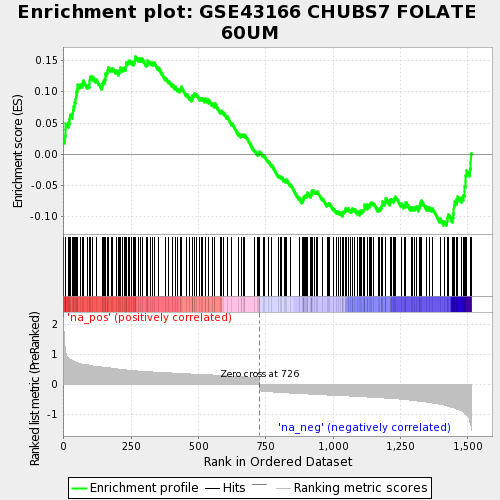 Enrichment plot: GSE43166 CHUBS7 FOLATE
60UM
Enrichment score (ES)
0.15
0.10
0.05
0.00
-0.05
-0.10
'na_pos' (positively correlated)
Ranked list metric (PreRanked)
2
1
0
-1
Zero cross at 726
'na_neg' (negatively correlated)
0
250
500
750
1,000
1,250
1,500
Rank in Ordered Dataset
Enrichment profile
Hits
Ranking metric scores